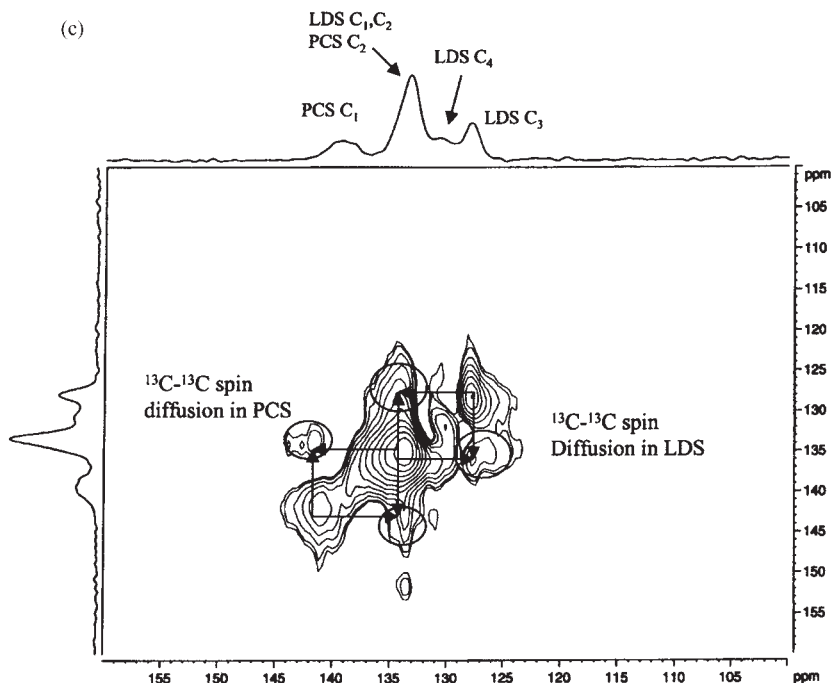 (c)
LDS C₁,C₂
PCS C₂
LDS C₄
PCS C₁
LDS C₃
ppm
105
110
115
120
125
130
135
140
145
150
155
¹³C-¹³C spin
diffusion in PCS
¹³C-¹³C spin
Diffusion in LDS
155 150 145 140 135 130 125 120 115 110 105 100 ppm